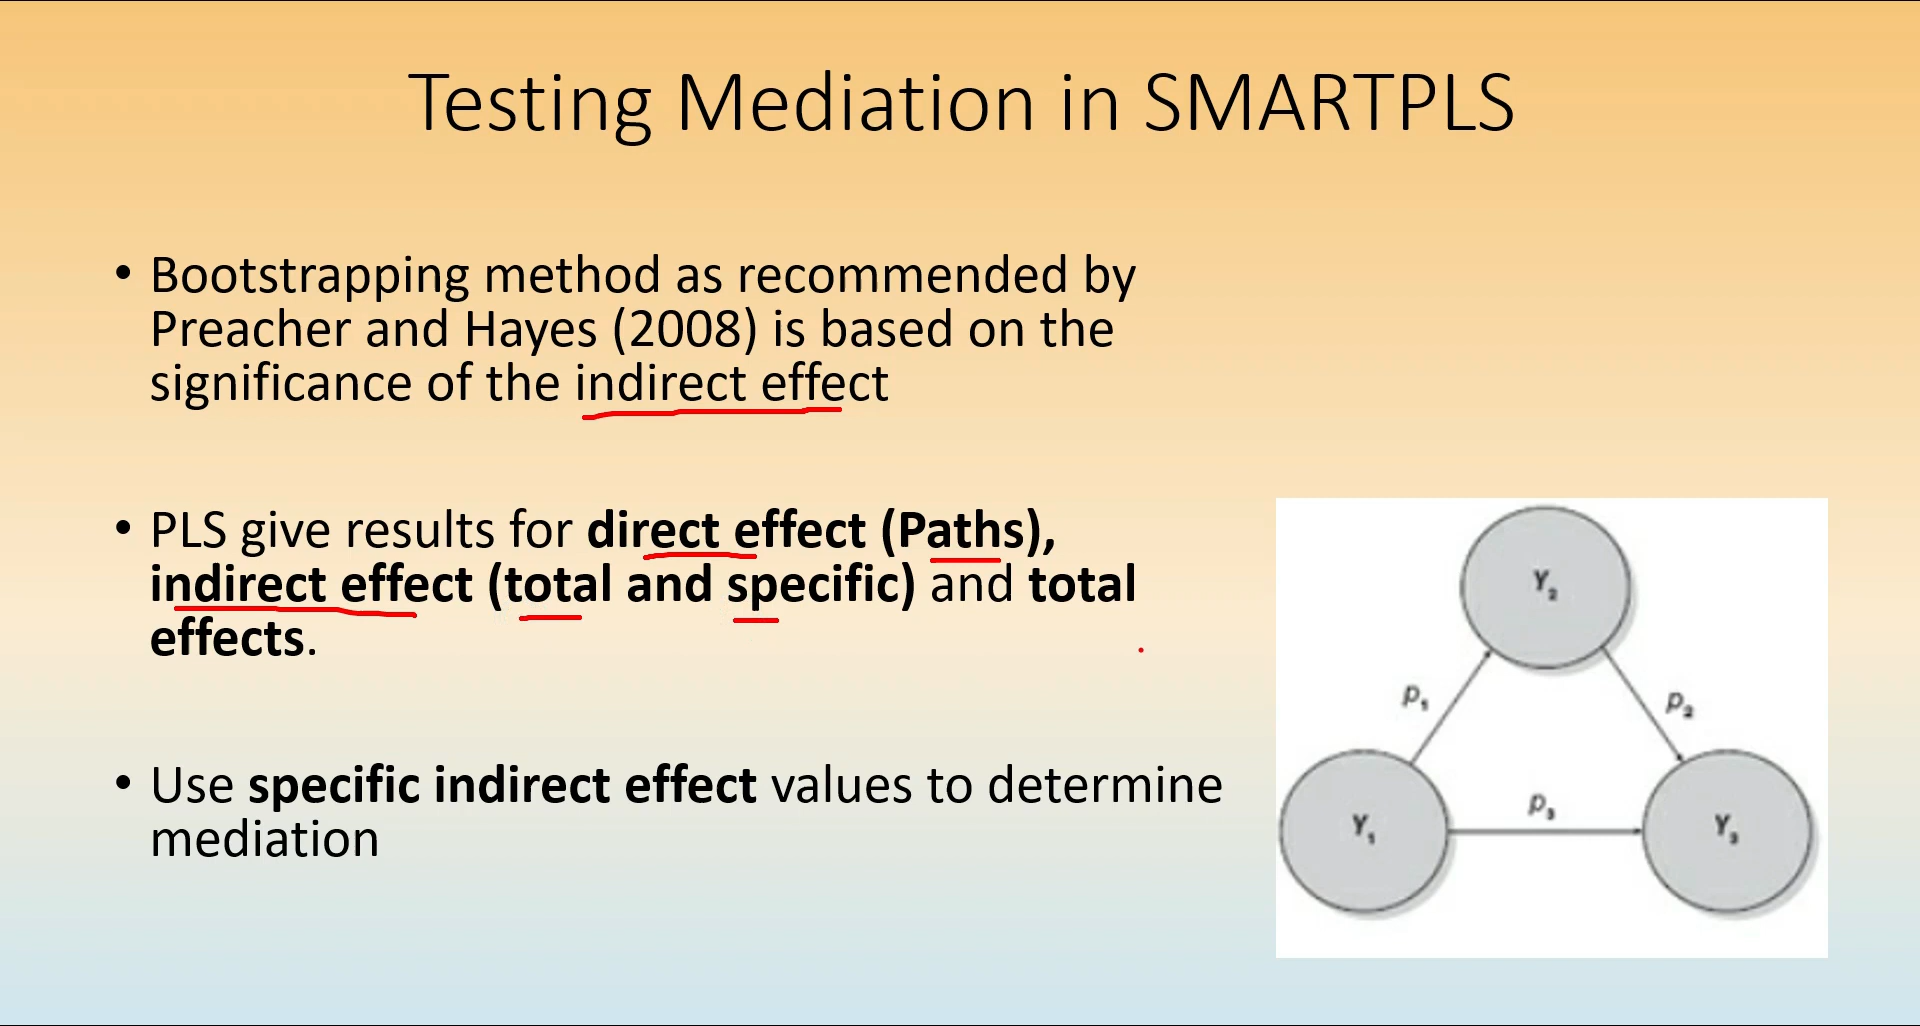 Testing Mediation in SMARTPLS
• Bootstrapping method as recommended by
Preacher and Hayes (2008) is based on the
significance of the indirect effect
• PLS give results for direct effect (Paths),
indirect effect (total and specific) and total
effects.
• Use specific indirect effect values to determine
mediation
Y₂
p₁
p₂
p₃
Y₁
Y₃